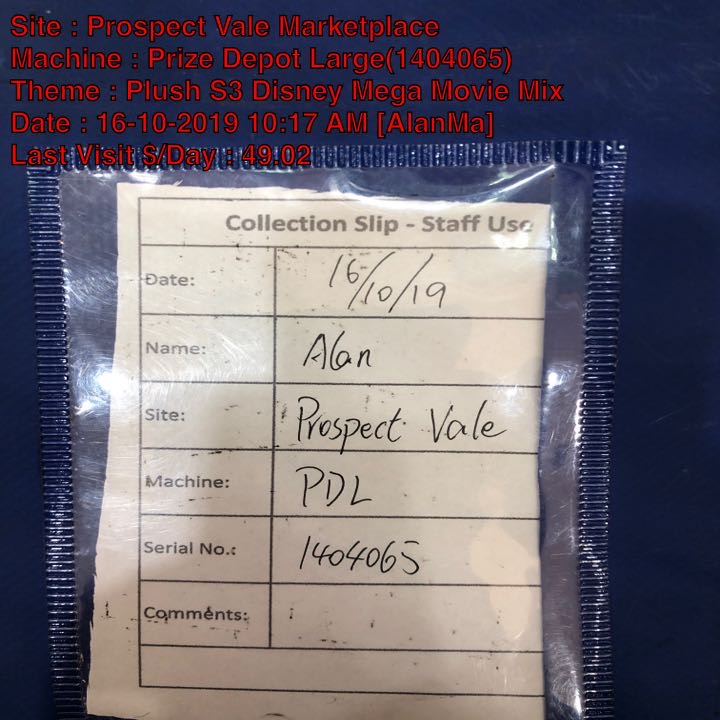 Site : Prospect Vale Marketplace
Machine : Prize Depot Large(1404065)
Theme : Plush S3 Disney Mega Movie Mix
Date : 16-10-2019 10:17 AM [AlanMa]
Last Visit $/Day : 49.02
Collection Slip - Staff Use
Date: 16/10/19
Name: Alan
Site: Prospect Vale
Machine: PDL
Serial No.: 1404065
Comments: